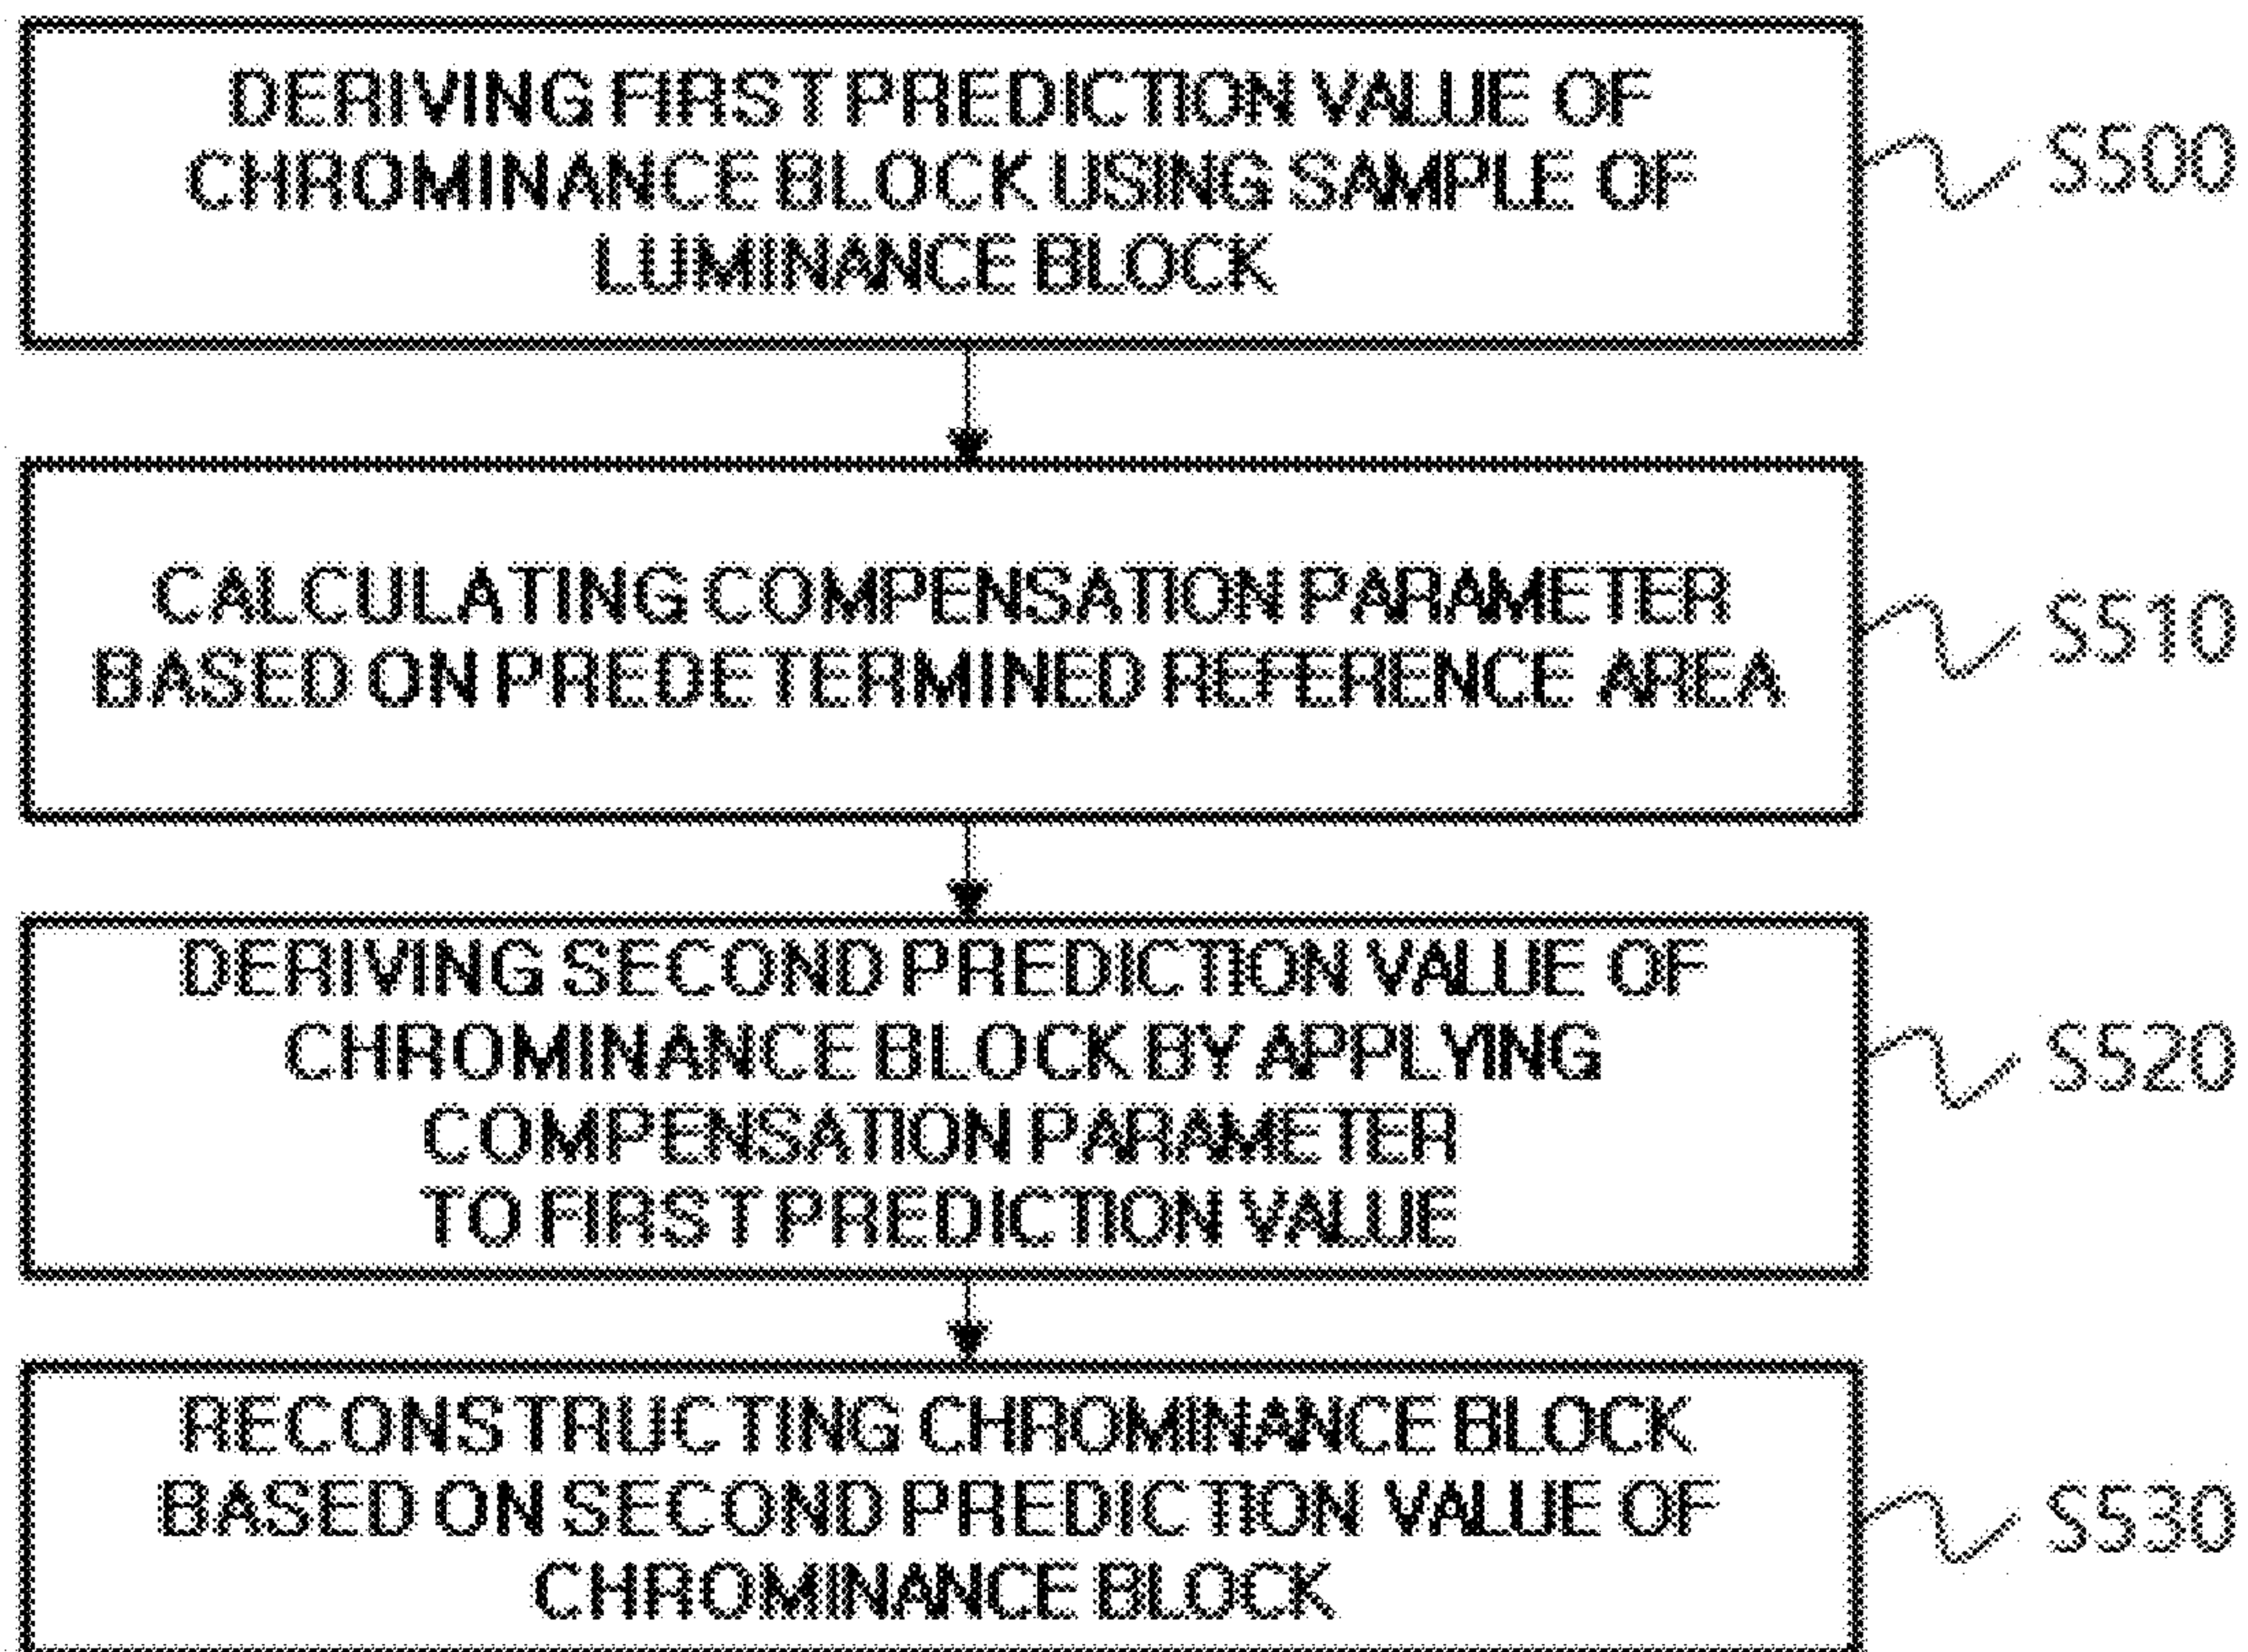 DERIVING FIRST PREDICTION VALUE OF
CHROMINANCE BLOCK USING SAMPLE OF
LUMINANCE BLOCK
S500
CALCULATING COMPENSATION PARAMETER
BASED ON PREDETERMINED REFERENCE AREA
S510
DERIVING SECOND PREDICTION VALUE OF
CHROMINANCE BLOCK BY APPLYING
COMPENSATION PARAMETER
TO FIRST PREDICTION VALUE
S520
RECONSTRUCTING CHROMINANCE BLOCK
BASED ON SECOND PREDICTION VALUE OF
CHROMINANCE BLOCK
S530